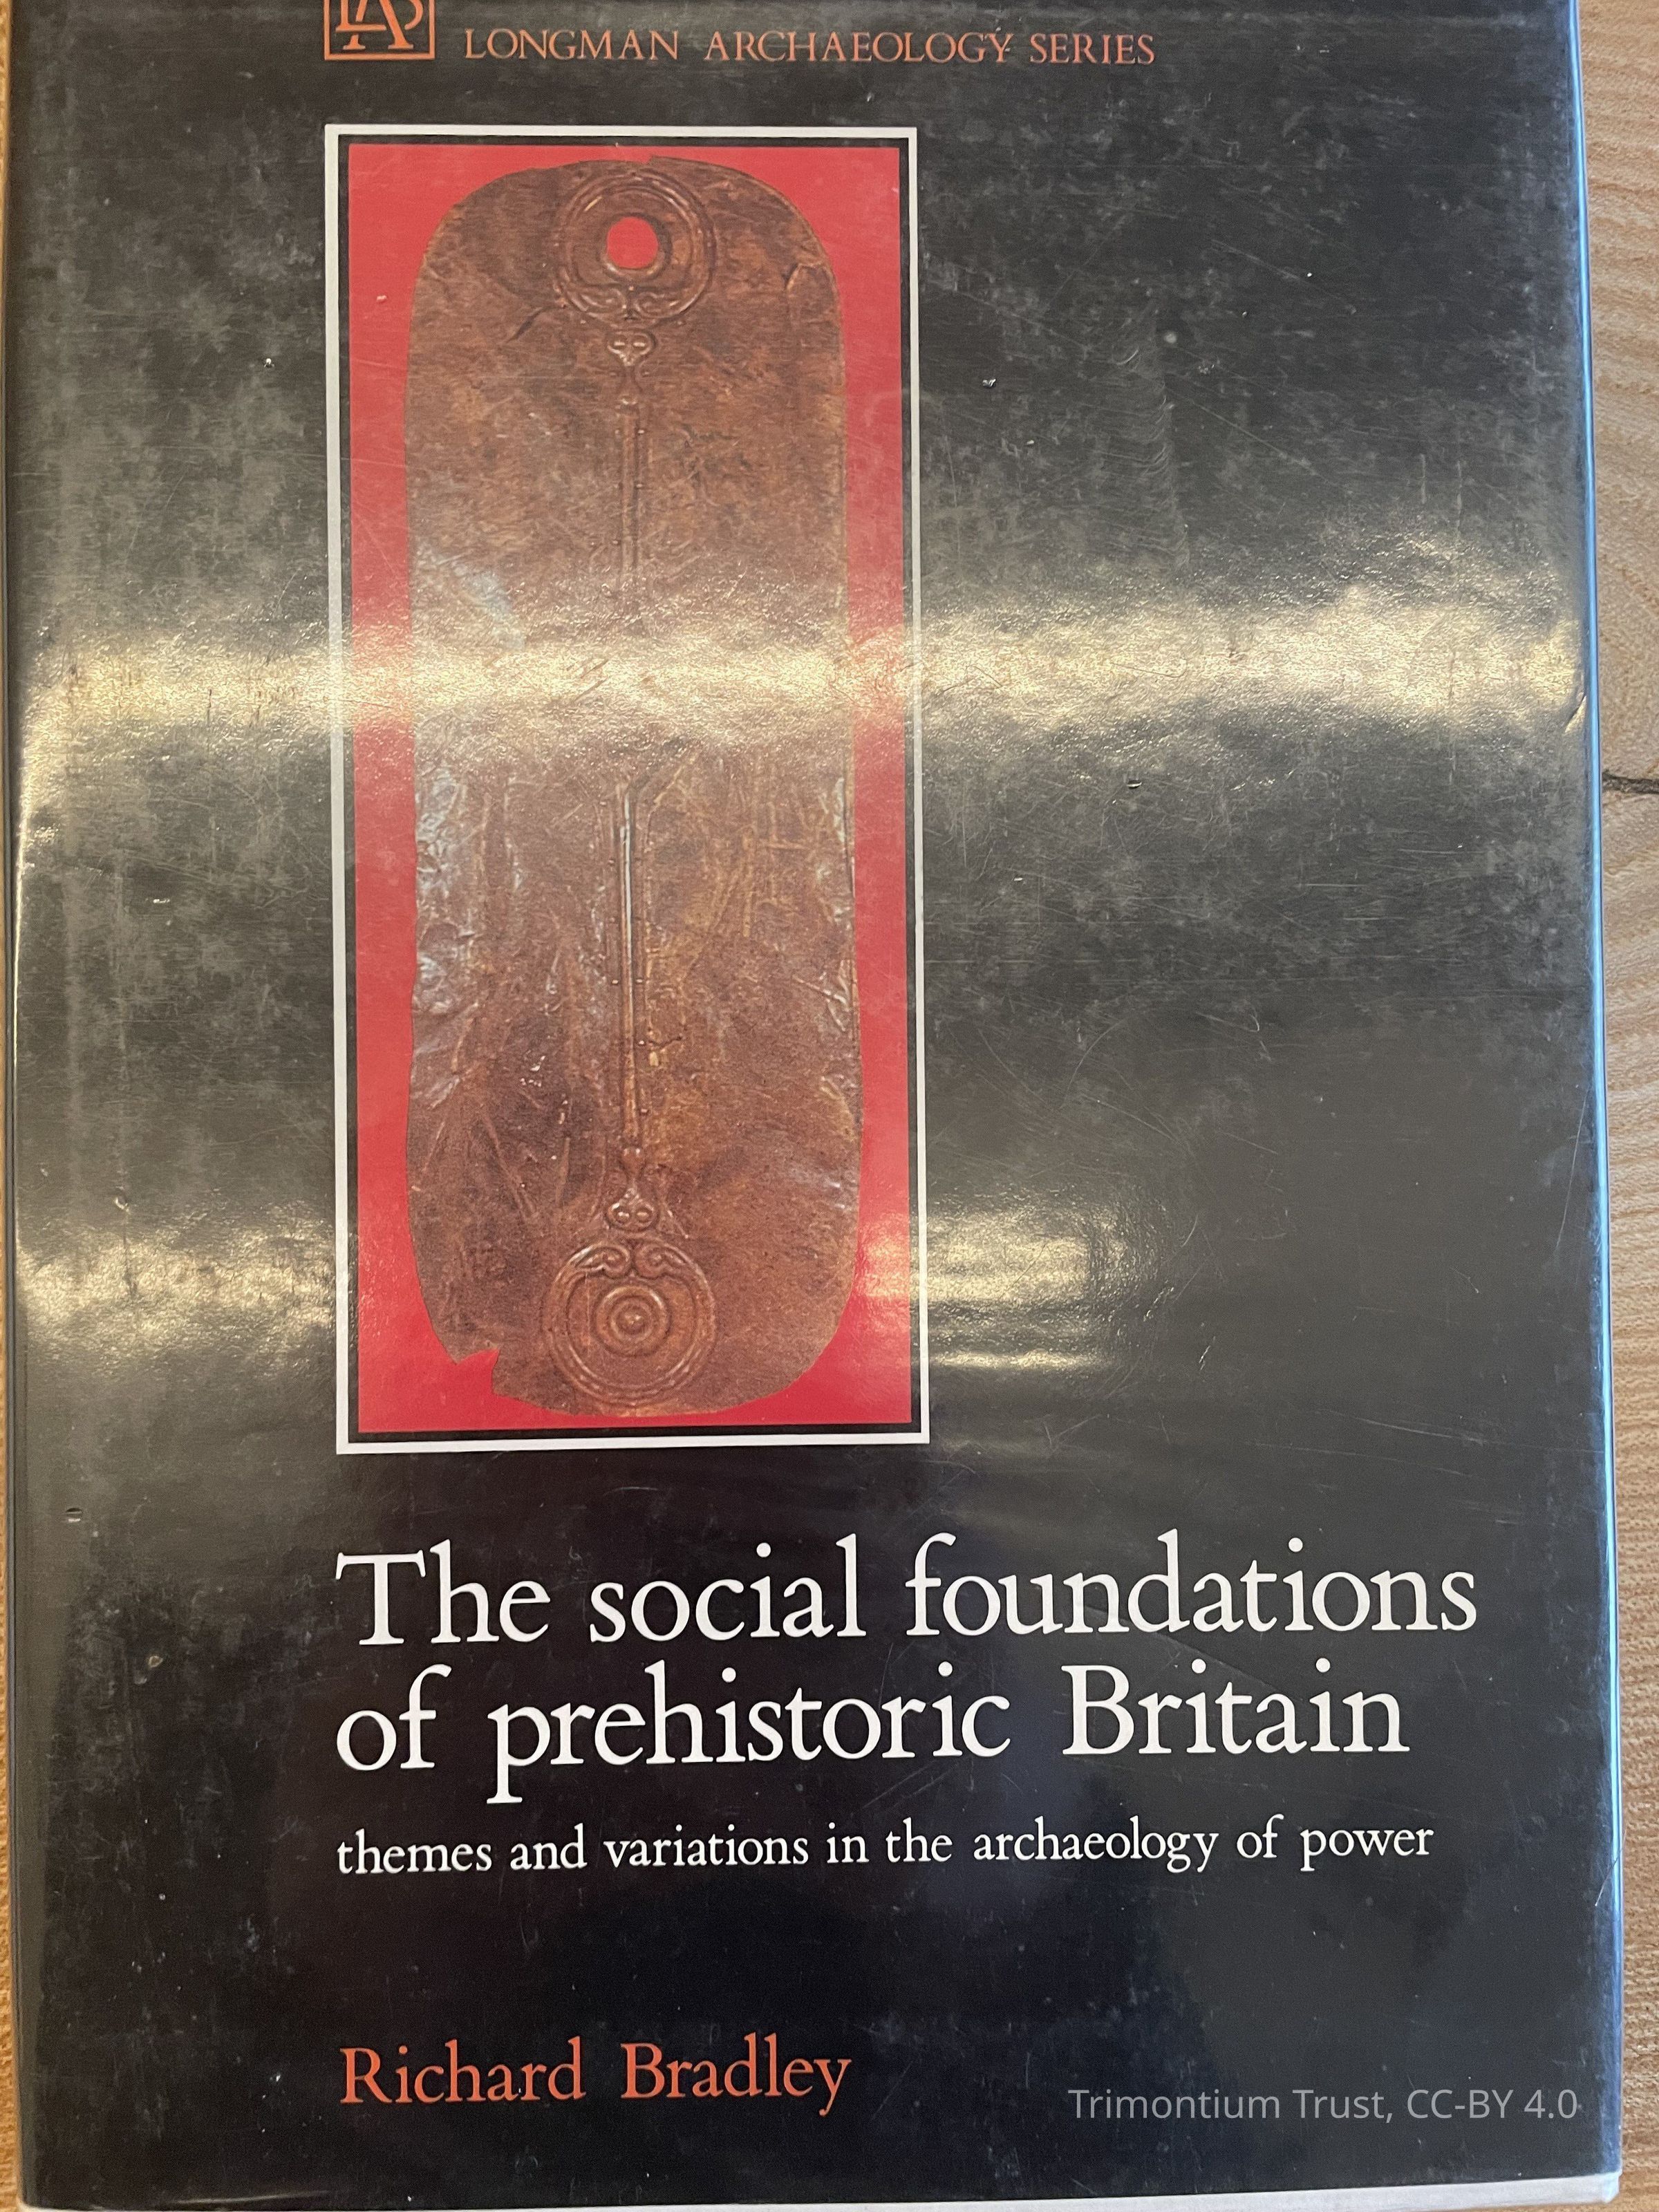 LONGMAN ARCHAEOLOGY SERIES
The social foundations
of prehistoric Britain
themes and variations in the archaeology of power
Richard Bradley
Trimontium Trust, CC-BY 4.0